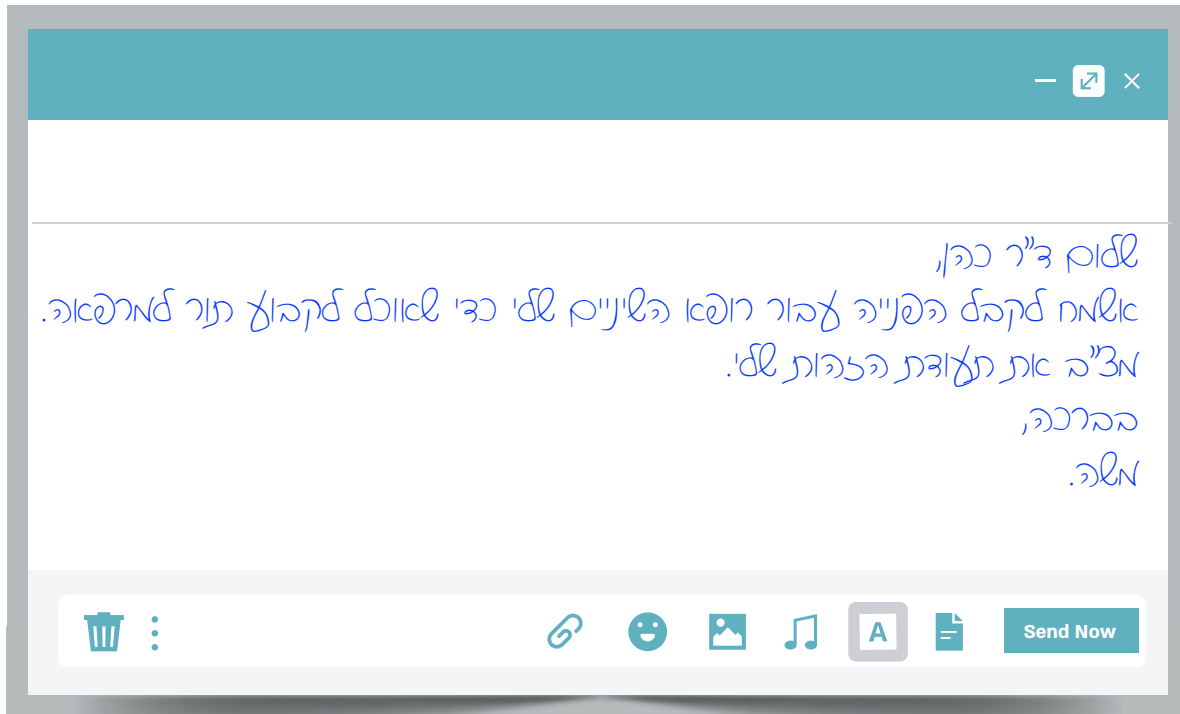 שלום ד"ר כהן,
אשמח לקבל הפנייה עבור רופא השיניים שלי כדי שאוכל לקבוע תור למרפאה.
מצ"ב את תעודת הזהות שלי.
בברכה,
משה.
A
Send Now